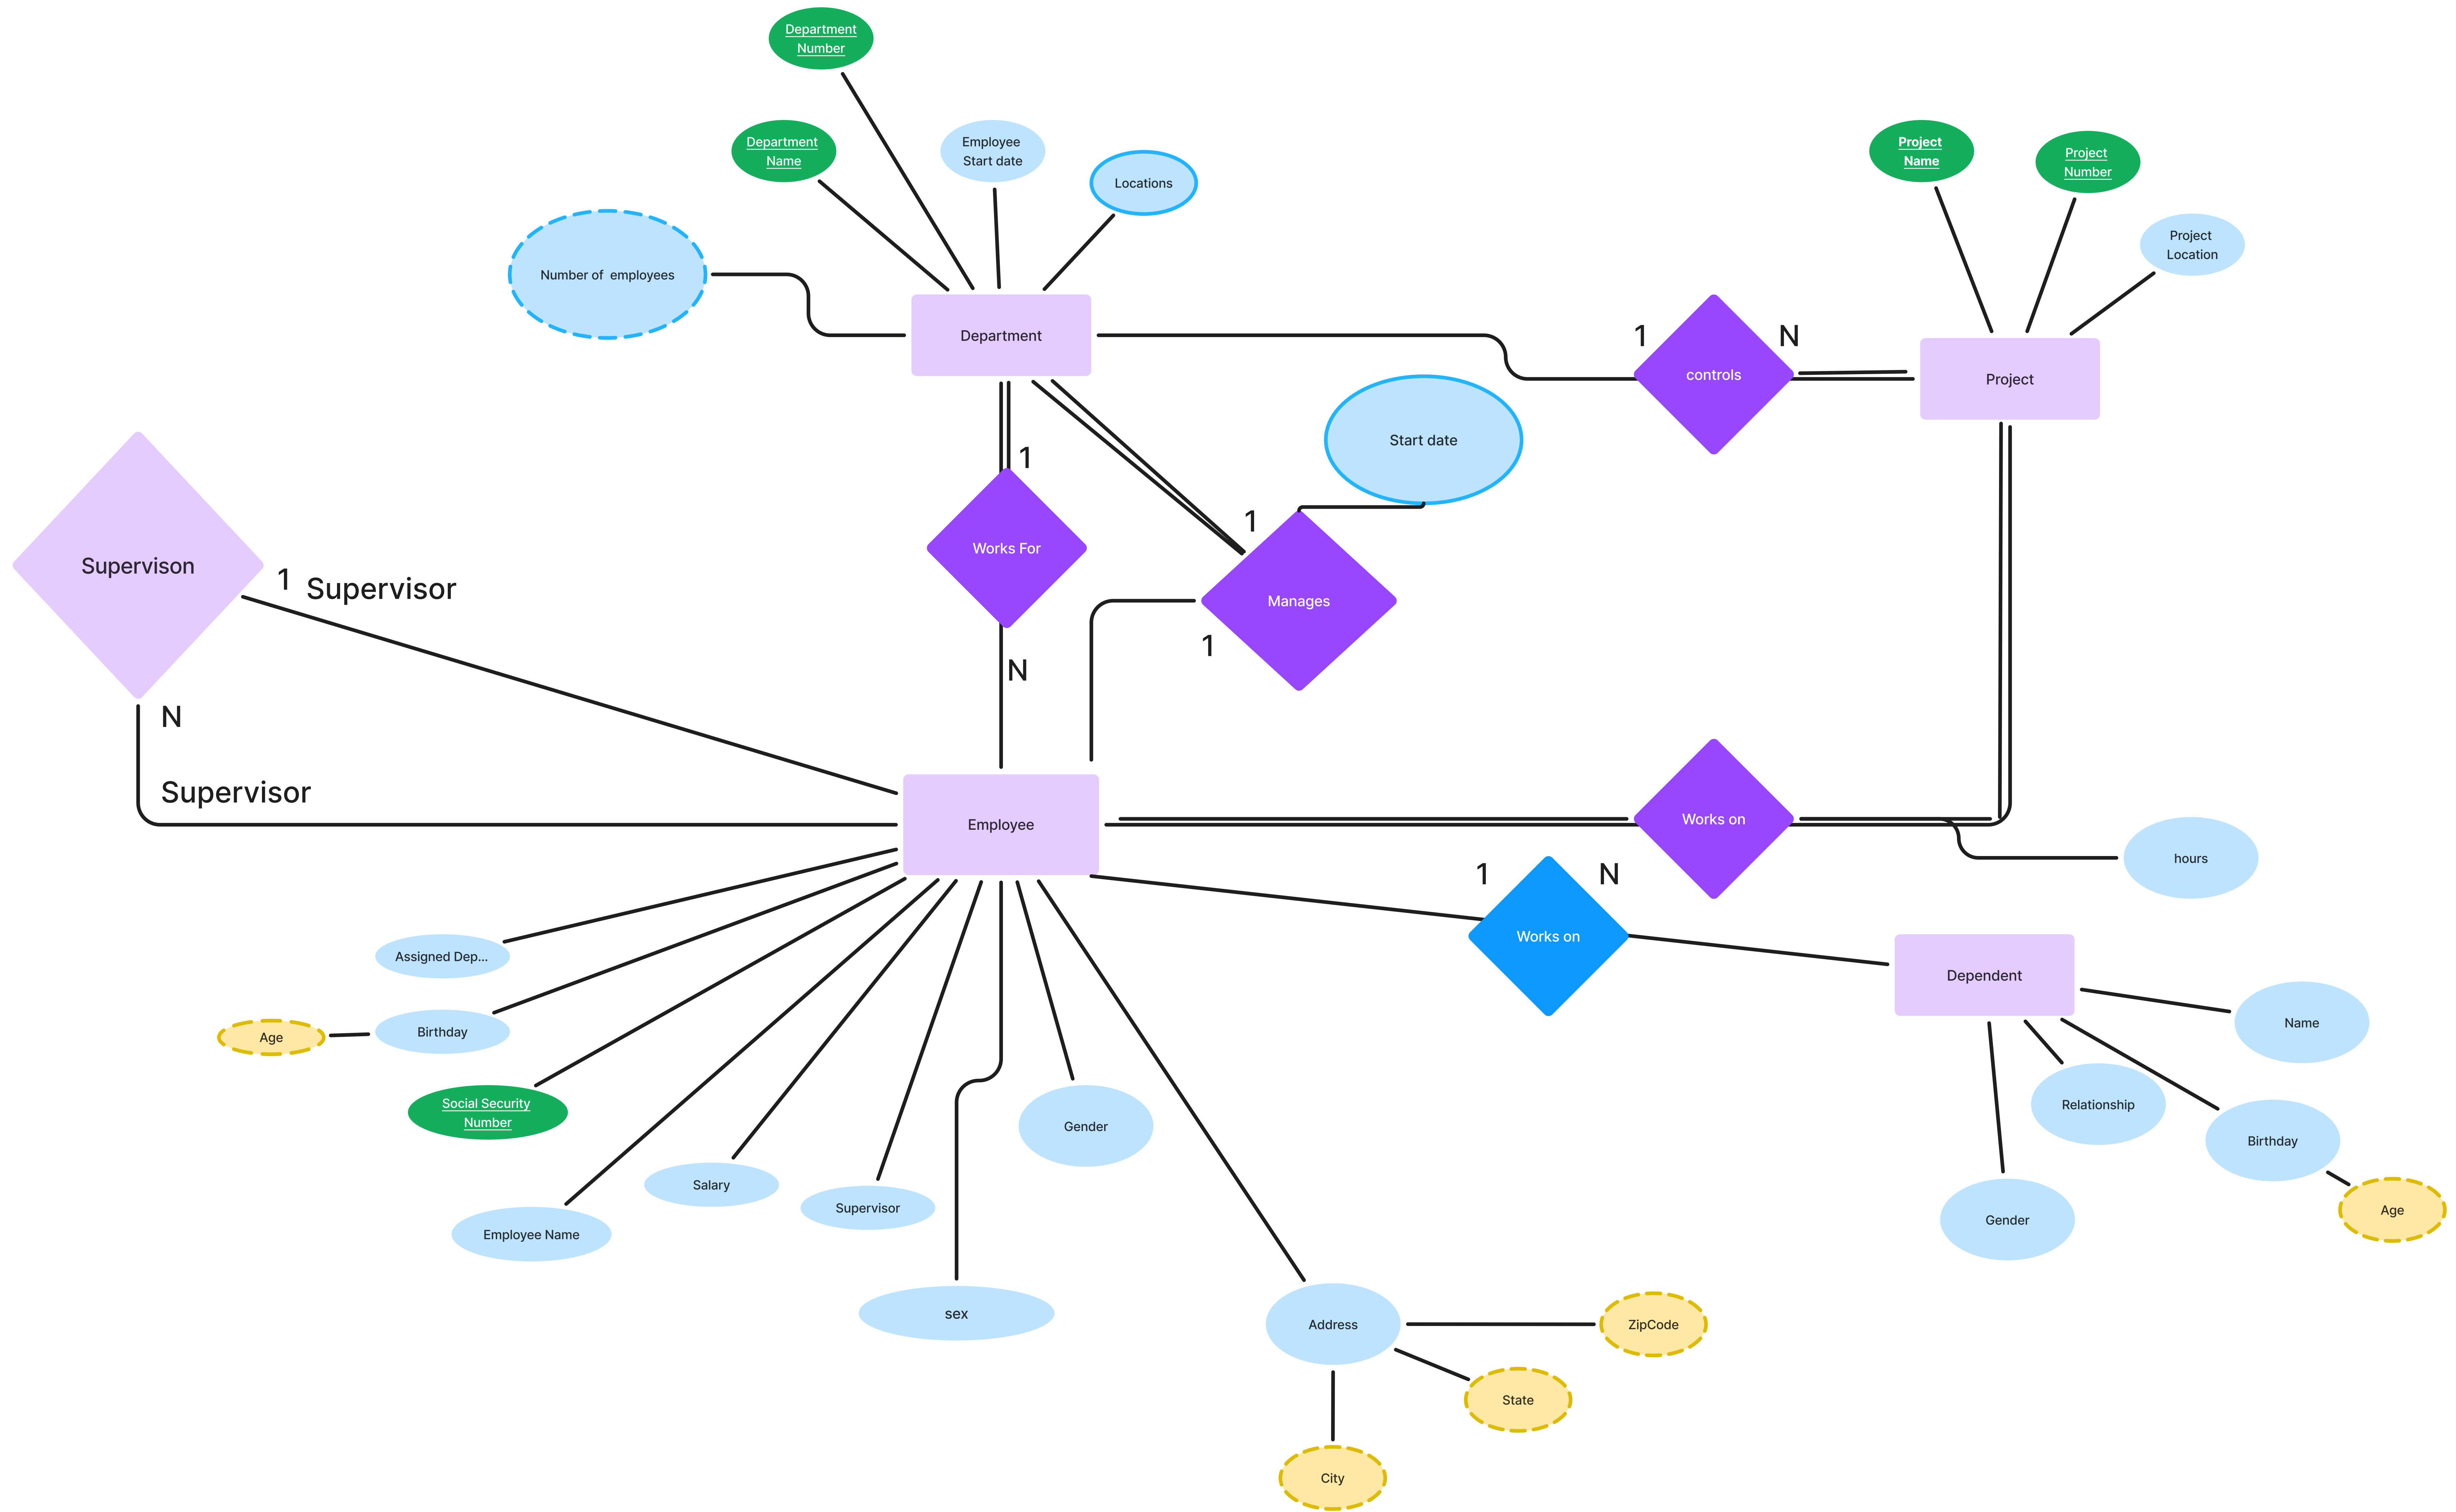 Department
Number
Department
Name
Employee
Start date
Locations
Project
Name
Project
Number
Project
Location
Number of  employees
Department
1
N
controls
Project
Start date
1
Works For
1
Manages
1
N
Supervison
1
Supervisor
N
Supervisor
Employee
Works on
hours
1
N
Works on
Dependent
Name
Relationship
Birthday
Age
Gender
Assigned Dep...
Age
Birthday
Social Security
Number
Gender
Salary
Supervisor
Employee Name
sex
Address
ZipCode
State
City